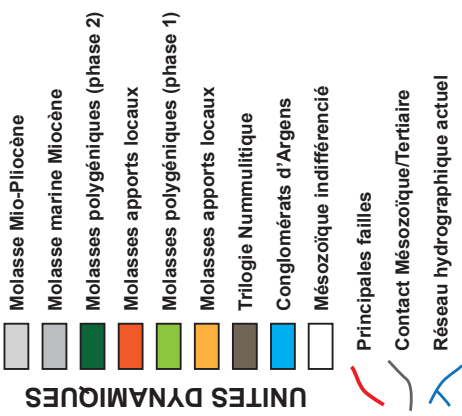 UNITES DYNAMIQUES
Molasse Mio-Pliocène
Molasse marine Miocène
Molasses polygéniques (phase 2)
Molasses apports locaux
Molasses polygéniques (phase 1)
Molasses apports locaux
Trilogie Nummulitique
Conglomérats d'Argens
Mésozoïque indifférencié
Principales failles
Contact Mésozoïque/Tertiaire
Réseau hydrographique actuel